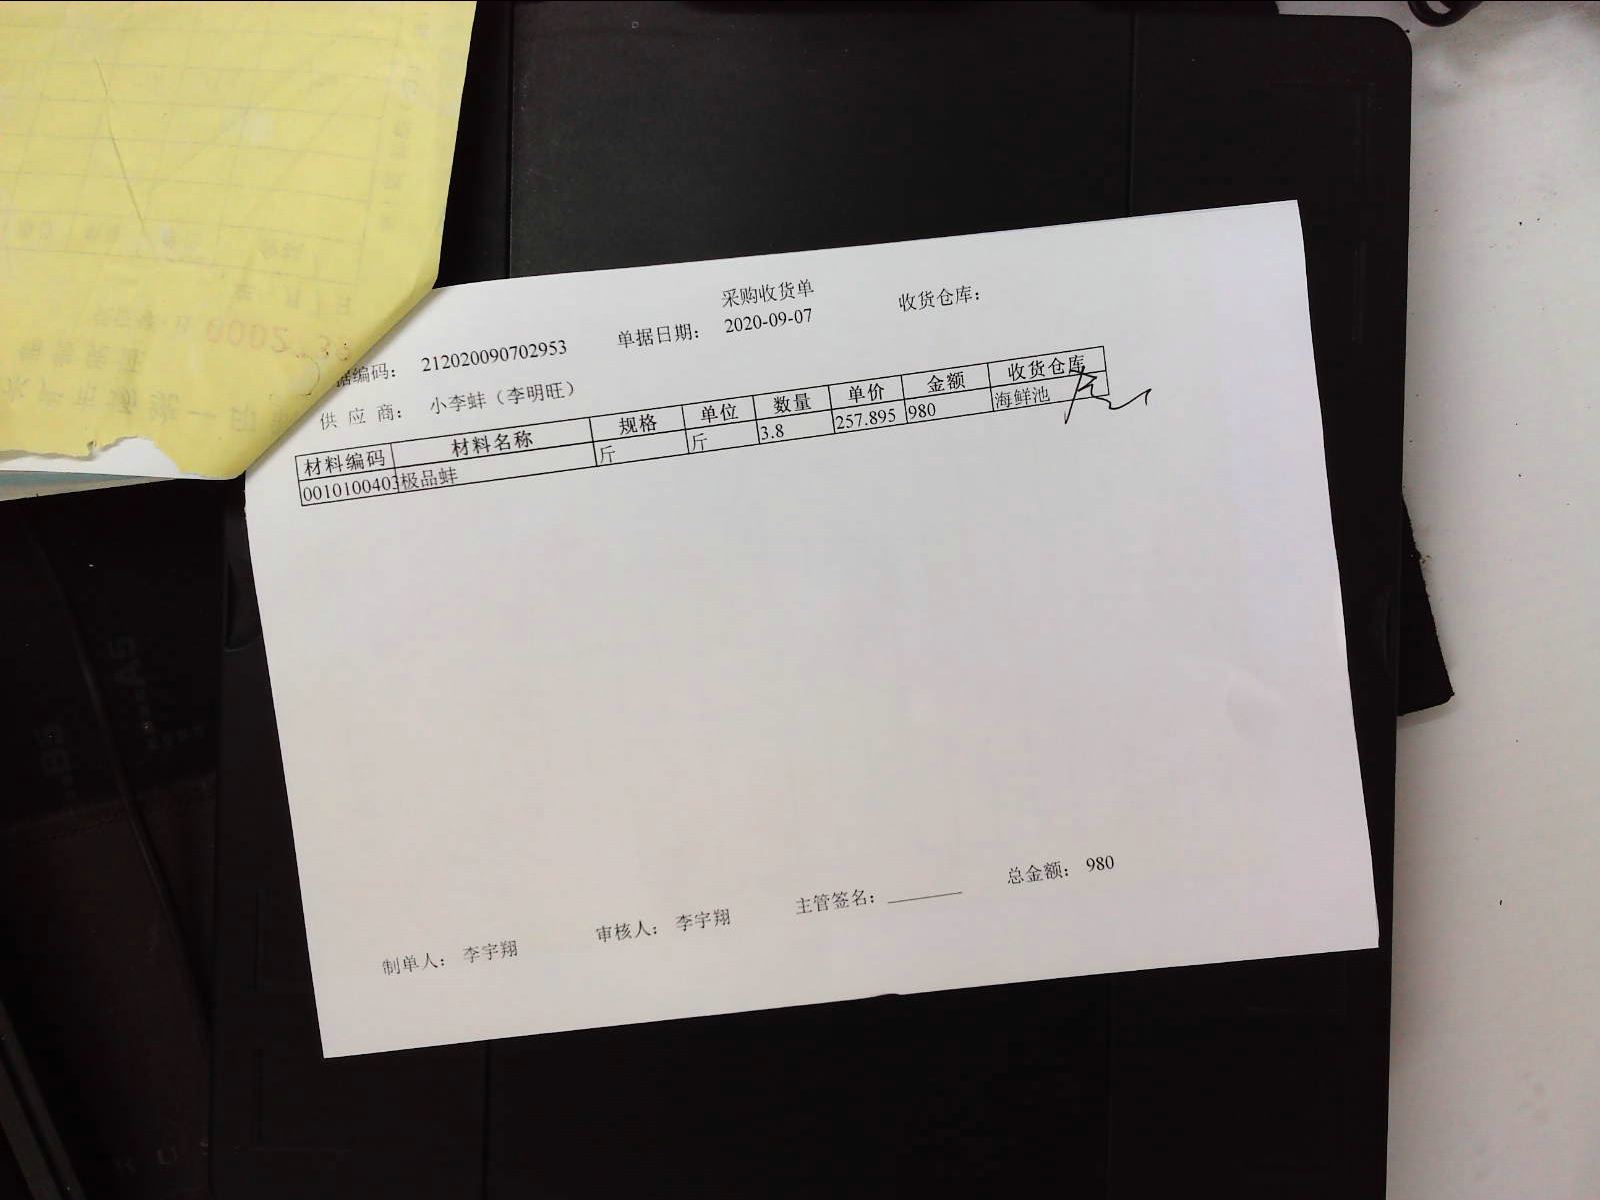 采购收货单
据编码： 212020090702953 单据日期： 2020-09-07 收货仓库：
供 应 商： 小李蚌（李明旺）
材料编码 材料名称 规格 单位 数量 单价 金额 收货仓库
0010100403 极品蚌 斤 斤 3.8 257.895 980 海鲜池
总金额： 980
制单人： 李宇翔 审核人： 李宇翔 主管签名：
0002739